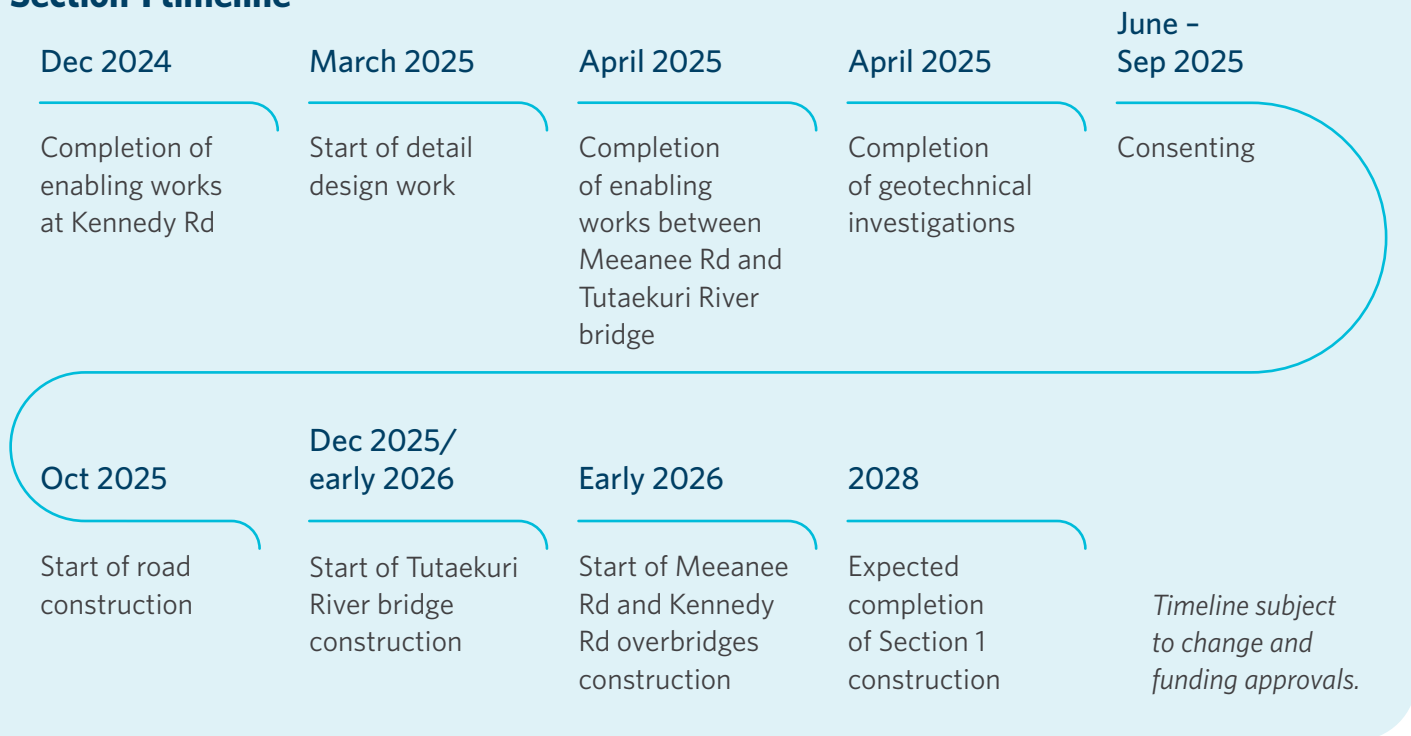 Section 1 timeline
Dec 2024
Completion of
enabling works
at Kennedy Rd
March 2025
Start of detail
design work
April 2025
Completion
of enabling
works between
Meeanee Rd and
Tutaekuri River
bridge
April 2025
Completion
of geotechnical
investigations
June –
Sep 2025
Consenting
Oct 2025
Start of road
construction
Dec 2025/
early 2026
Start of Tutaekuri
River bridge
construction
Early 2026
Start of Meeanee
Rd and Kennedy
Rd overbridges
construction
2028
Expected
completion
of Section 1
construction
Timeline subject
to change and
funding approvals.